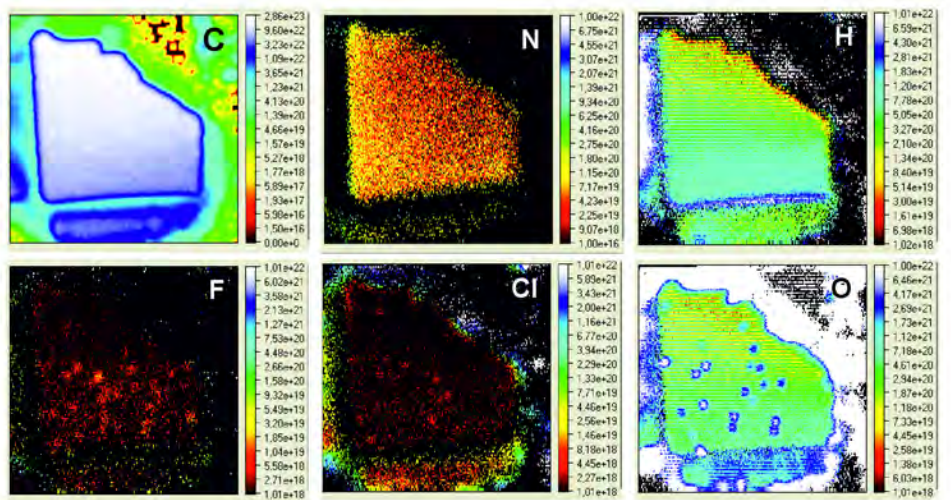 C
2,86e+23
9,60e+22
3,23e+22
1,09e+22
3,65e+21
1,23e+21
4,13e+20
1,39e+20
4,66e+19
1,57e+19
5,27e+18
1,77e+18
5,89e+17
1,93e+17
5,98e+16
1,50e+16
0,00e+0
N
1,00e+22
6,75e+21
4,55e+21
3,07e+21
2,07e+21
1,39e+21
9,34e+20
6,25e+20
4,16e+20
2,75e+20
1,80e+20
1,15e+20
7,17e+19
4,23e+19
2,25e+19
9,07e+18
1,00e+16
H
1,01e+22
6,59e+21
4,30e+21
2,81e+21
1,83e+21
1,20e+21
7,78e+20
5,05e+20
3,27e+20
2,10e+20
1,34e+20
8,40e+19
5,14e+19
3,00e+19
1,61e+19
6,98e+18
1,02e+18
F
1,01e+22
6,02e+21
3,58e+21
2,13e+21
1,27e+21
7,53e+20
4,48e+20
2,66e+20
1,58e+20
9,32e+19
5,49e+19
3,20e+19
1,85e+19
1,04e+19
5,58e+18
2,71e+18
1,01e+18
Cl
1,01e+22
5,89e+21
3,43e+21
2,00e+21
1,16e+21
6,77e+20
3,94e+20
2,29e+20
1,33e+20
7,71e+19
4,46e+19
2,56e+19
1,46e+19
8,18e+18
4,45e+18
2,27e+18
1,01e+18
O
1,00e+22
6,46e+21
4,17e+21
2,69e+21
1,73e+21
1,12e+21
7,18e+20
4,61e+20
2,94e+20
1,87e+20
1,18e+20
7,33e+19
4,45e+19
2,58e+19
1,38e+19
6,03e+18
1,01e+18